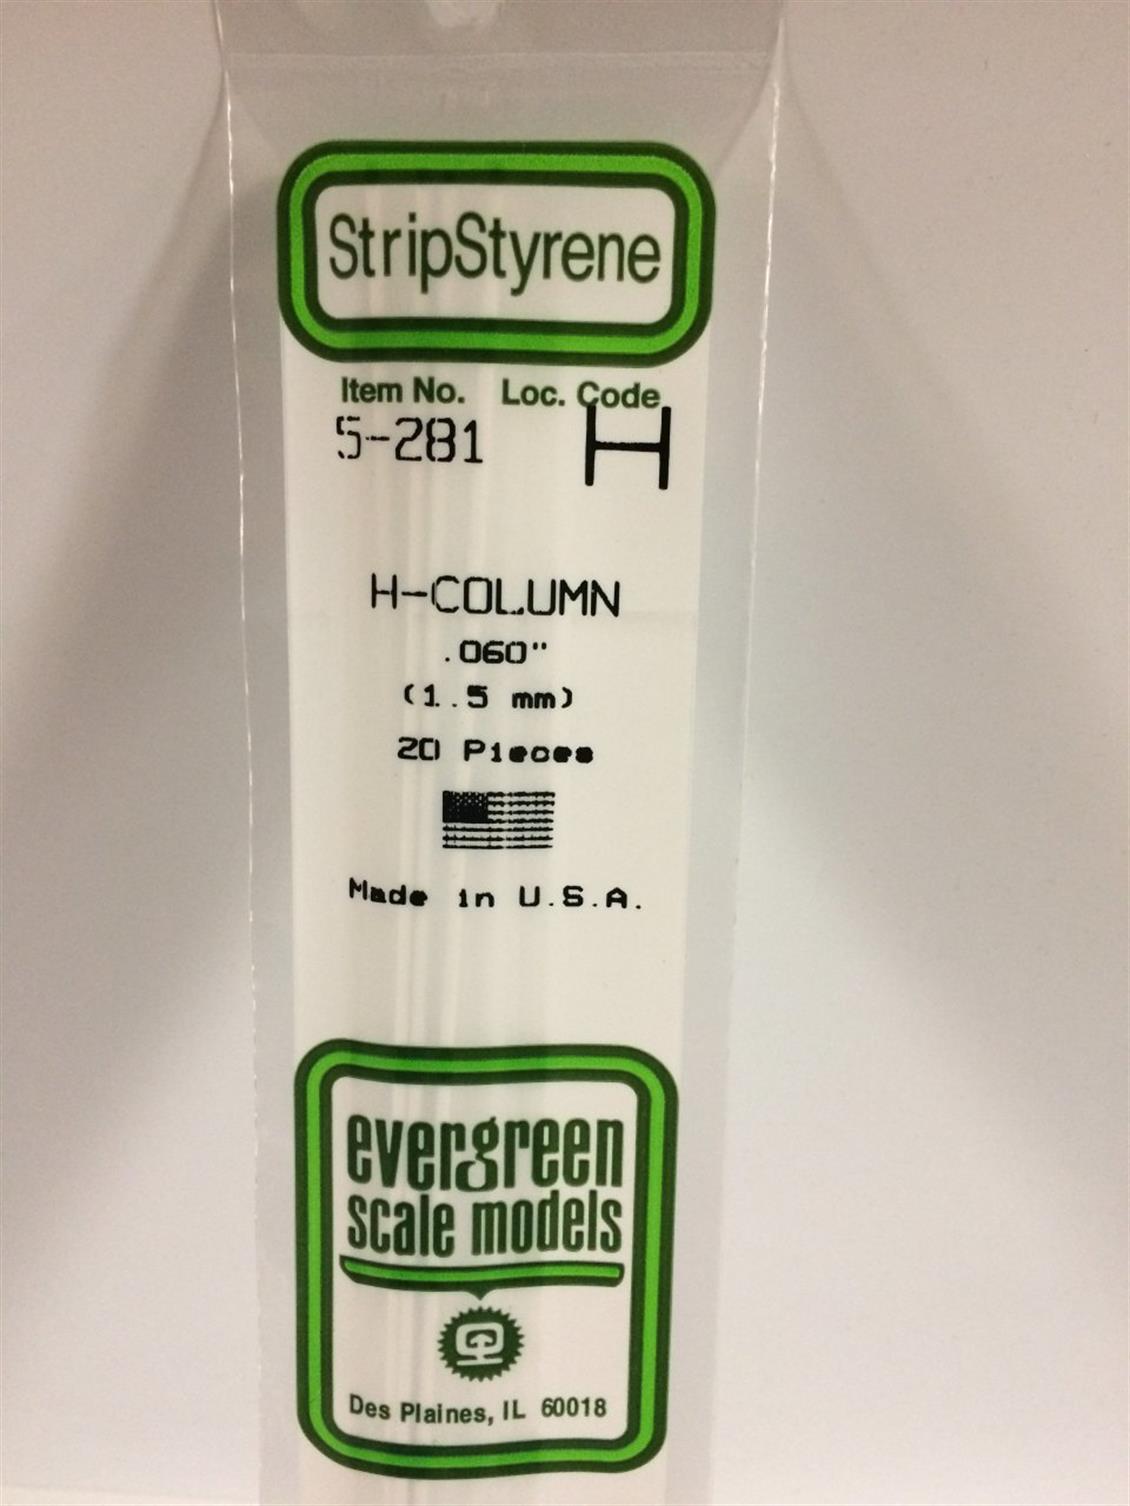 StripStyrene
Item No. Loc. Code
5-281 H
H-COLUMN
.060"
(1.5 mm)
20 Pieces
Made in U.S.A.
evergreen
scale models
Des Plaines, IL 60018